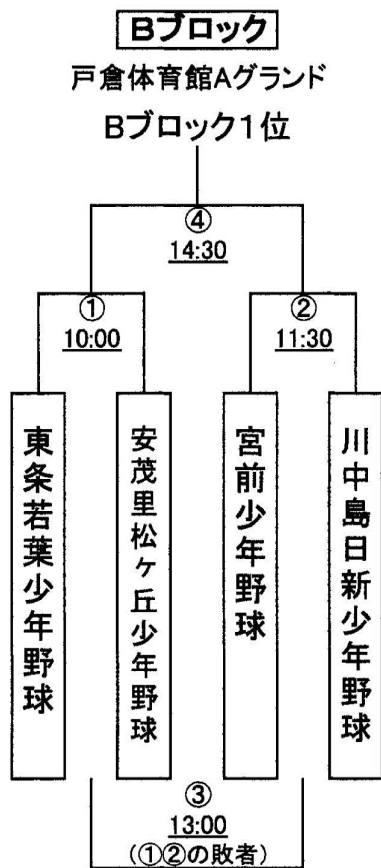 Bブロック
戸倉体育館Aグランド
Bブロック1位
④
14:30
① ②
10:00 11:30
東条若葉少年野球
安茂里松ヶ丘少年野球
宮前少年野球
川中島日新少年野球
③
13:00
(①②の敗者)